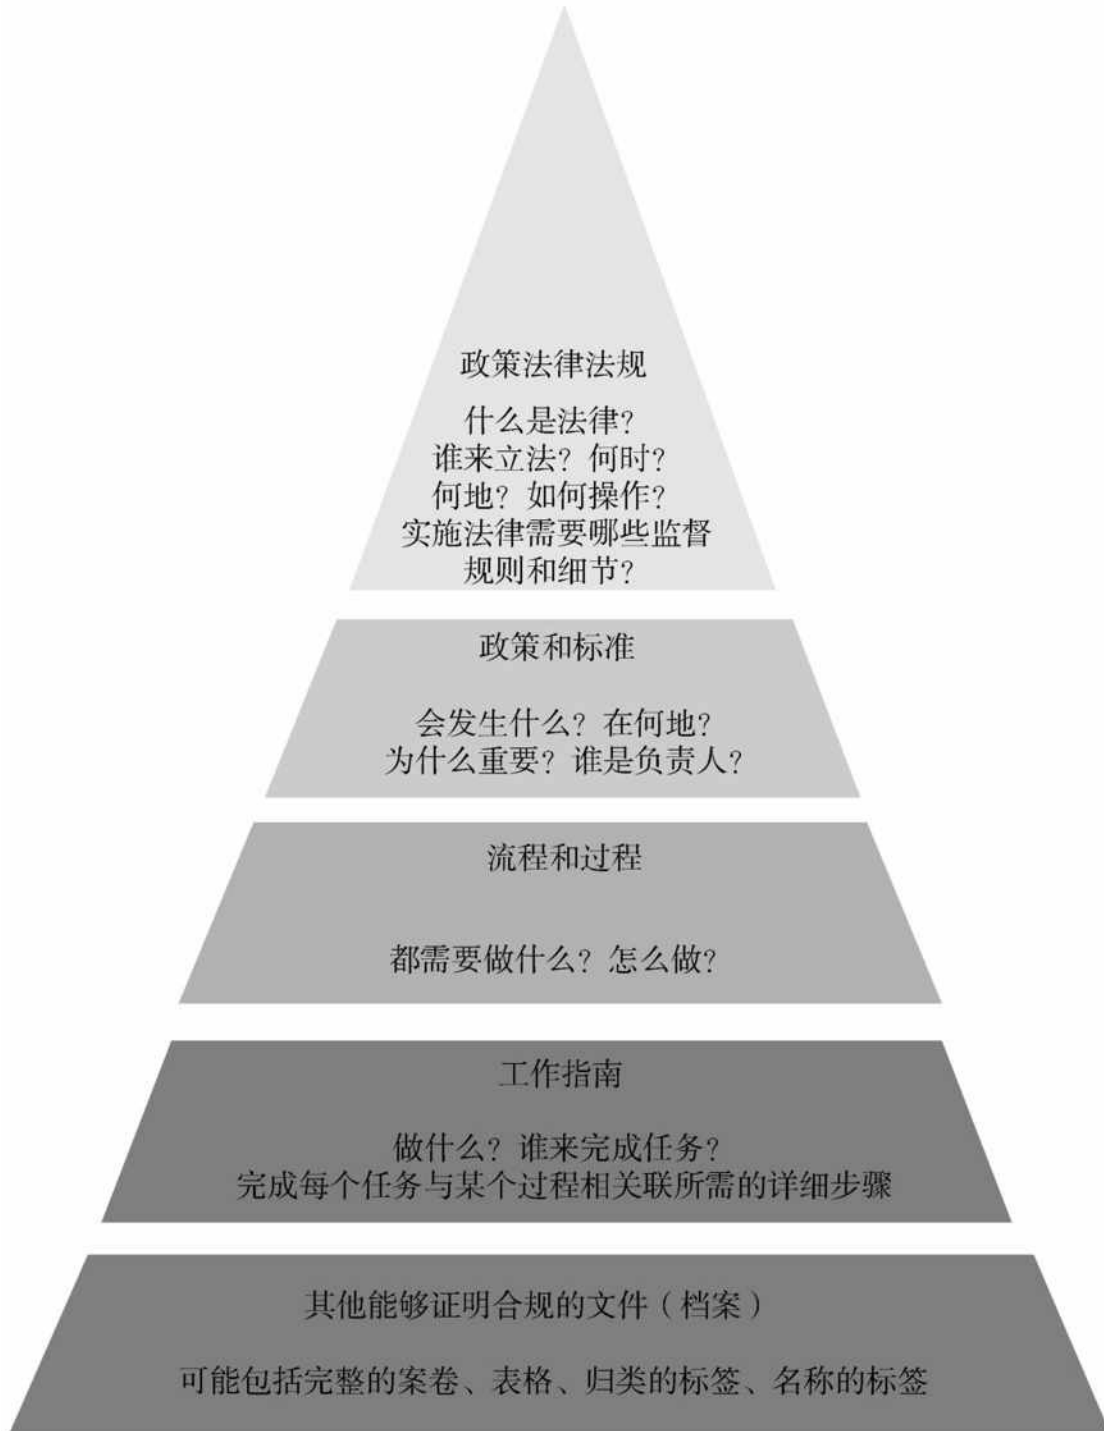 政策法律法规
什么是法律？
谁来立法？何时？
何地？如何操作？
实施法律需要哪些监督
规则和细节？
政策和标准
会发生什么？在何地？
为什么重要？谁是负责人？
流程和过程
都需要做什么？怎么做？
工作指南
做什么？谁来完成任务？
完成每个任务与某个过程相关联所需的详细步骤
其他能够证明合规的文件（档案）
可能包括完整的案卷、表格、归类的标签、名称的标签